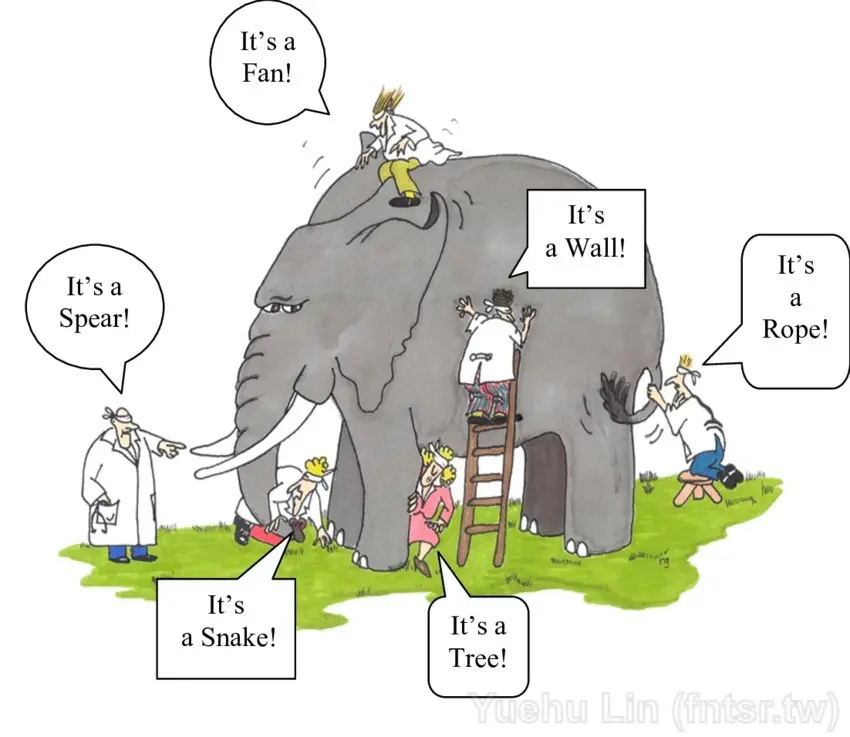 It’s a
Fan!
It’s
a Wall!
It’s
a
Rope!
It’s a
Spear!
It’s
a Snake!
It’s a
Tree!
Yuehu Lin (fntsr.tw)